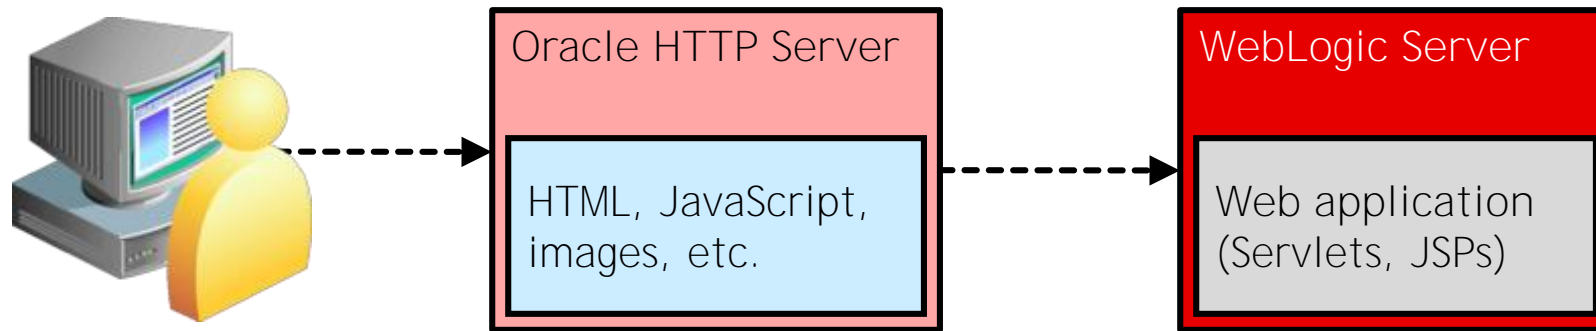 Oracle HTTP Server
HTML, JavaScript,
images, etc.
WebLogic Server
Web application
(Servlets, JSPs)